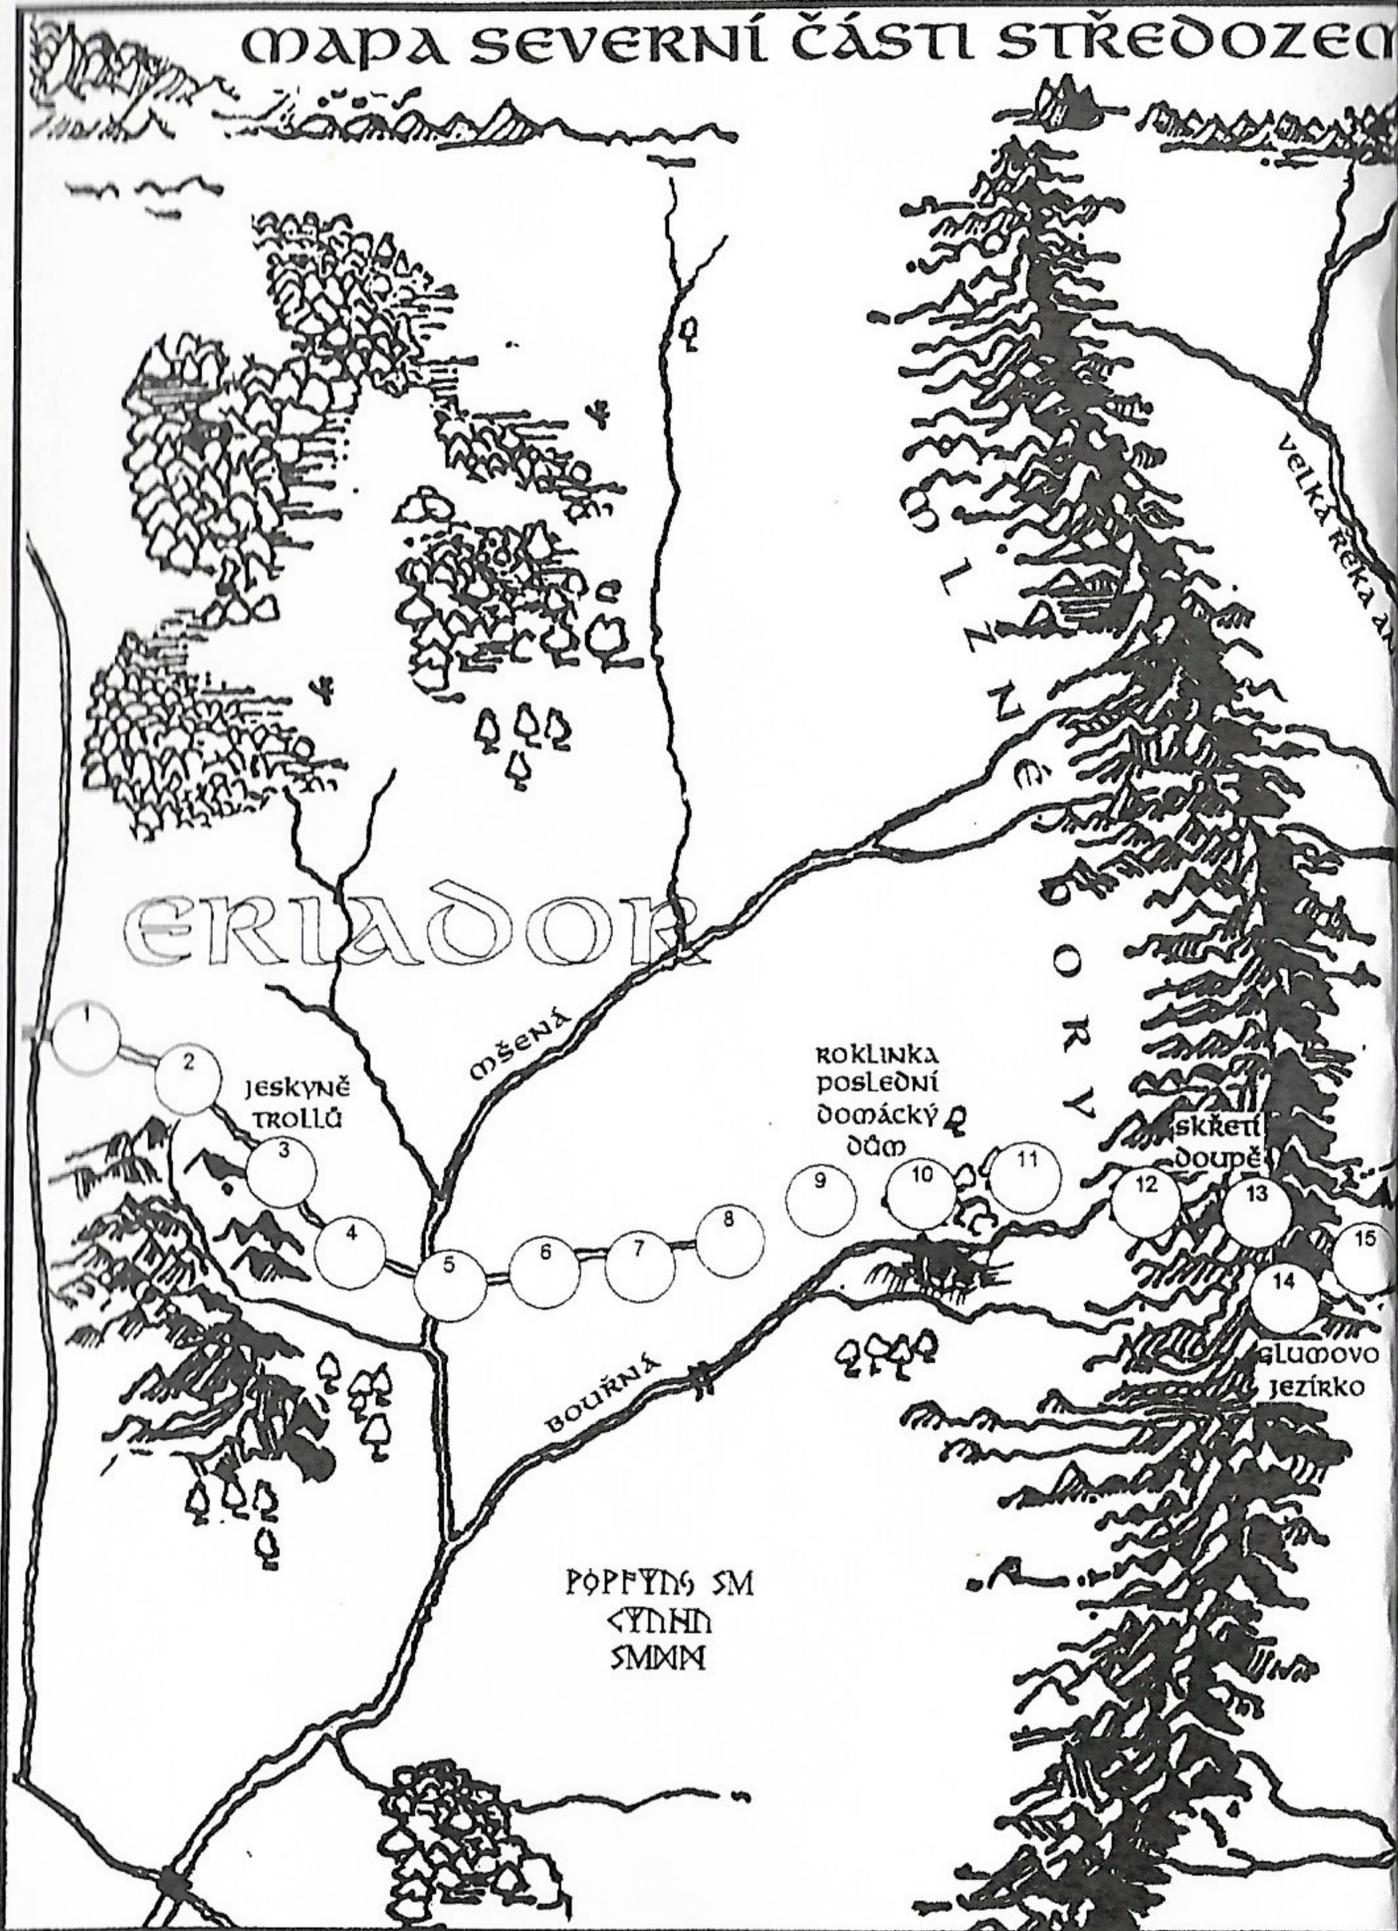 MAPA SEVERNÍ ČÁSTI STŘEDOZEM
VELKÁ ŘEKA AN
MLŽNÉ HORY
ERIADOR
MŠENÁ
1
2
JESKYNĚ
TROLLŮ
3
4
5
6
7
8
9
ROKLINKA
POSLEDNÍ
DOMÁCKÝ
DŮM
10
11
12
SKŘETÍ
DOUPĚ
13
14
15
GLUMOVO
JEZÍRKO
BOUŘNÁ